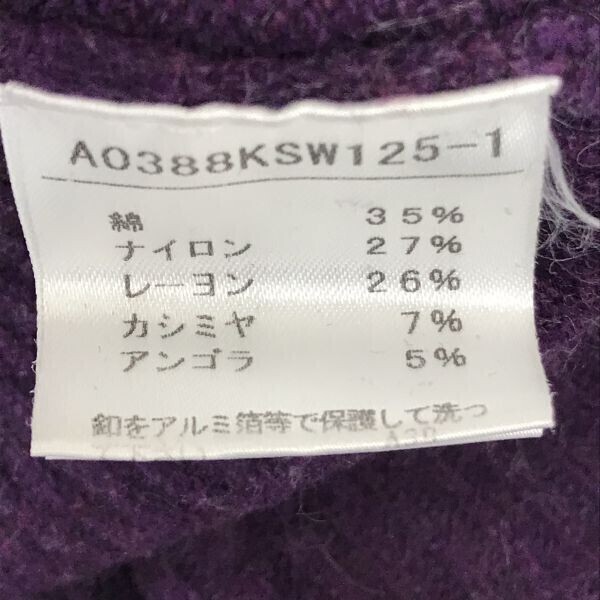 A0388KSW125-1
綿 35%
ナイロン 27%
レーヨン 26%
カシミヤ 7%
アンゴラ 5%
釦をアルミ箔等で保護して洗っ